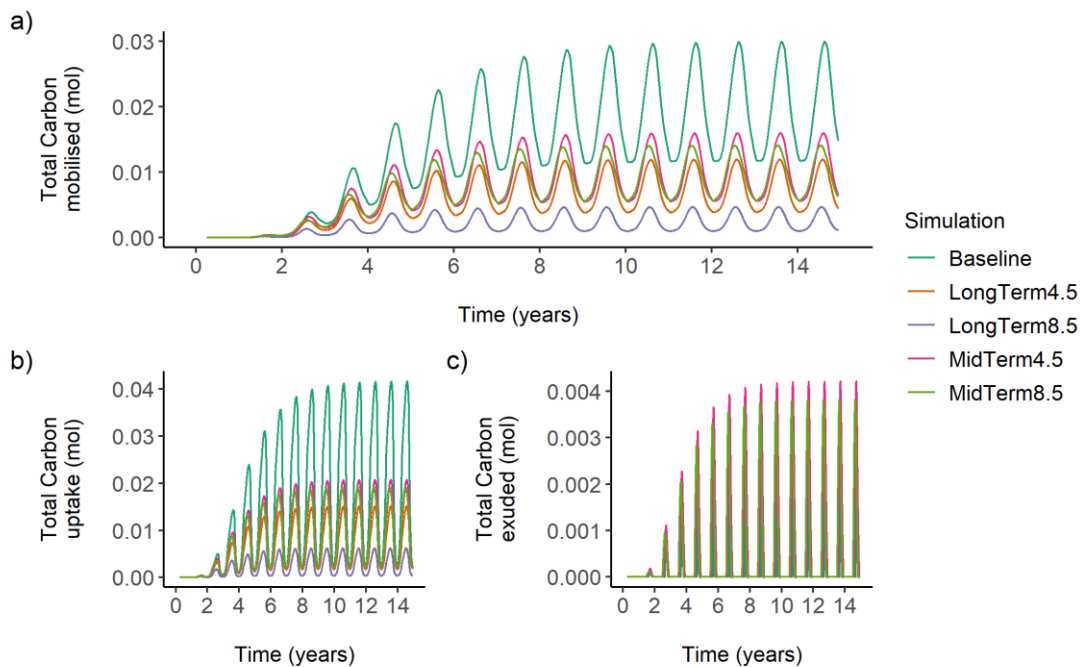 a)
Total Carbon
mobilised (mol)
0.03
0.02
0.01
0.00
0 2 4 6 8 10 12 14
Time (years)
Simulation
Baseline
LongTerm4.5
LongTerm8.5
MidTerm4.5
MidTerm8.5
b)
Total Carbon
uptake (mol)
0.04
0.03
0.02
0.01
0.00
0 2 4 6 8 10 12 14
Time (years)
c)
Total Carbon
exuded (mol)
0.004
0.003
0.002
0.001
0.000
0 2 4 6 8 10 12 14
Time (years)